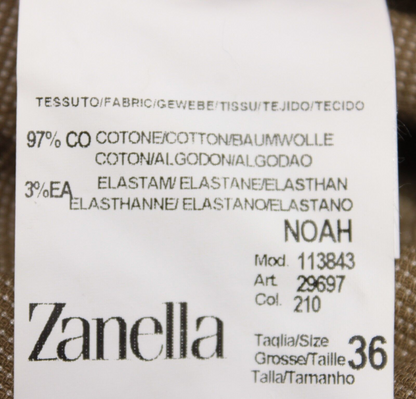 TESSUTO/FABRIC/GEWEBE/TISSU/TEJIDO/TECIDO
97% CO COTONE/COTTON/BAUMWOLLE
COTON/ALGODON/ALGODAO
3%EA ELASTAM/ ELASTANE/ELASTHAN
ELASTHANNE/ ELASTANO/ELASTANO
NOAH
Mod. 113843
Art. 29697
Col. 210
Zanella
Taglia/Size
Grosse/Taille 36
Talla/Tamanho